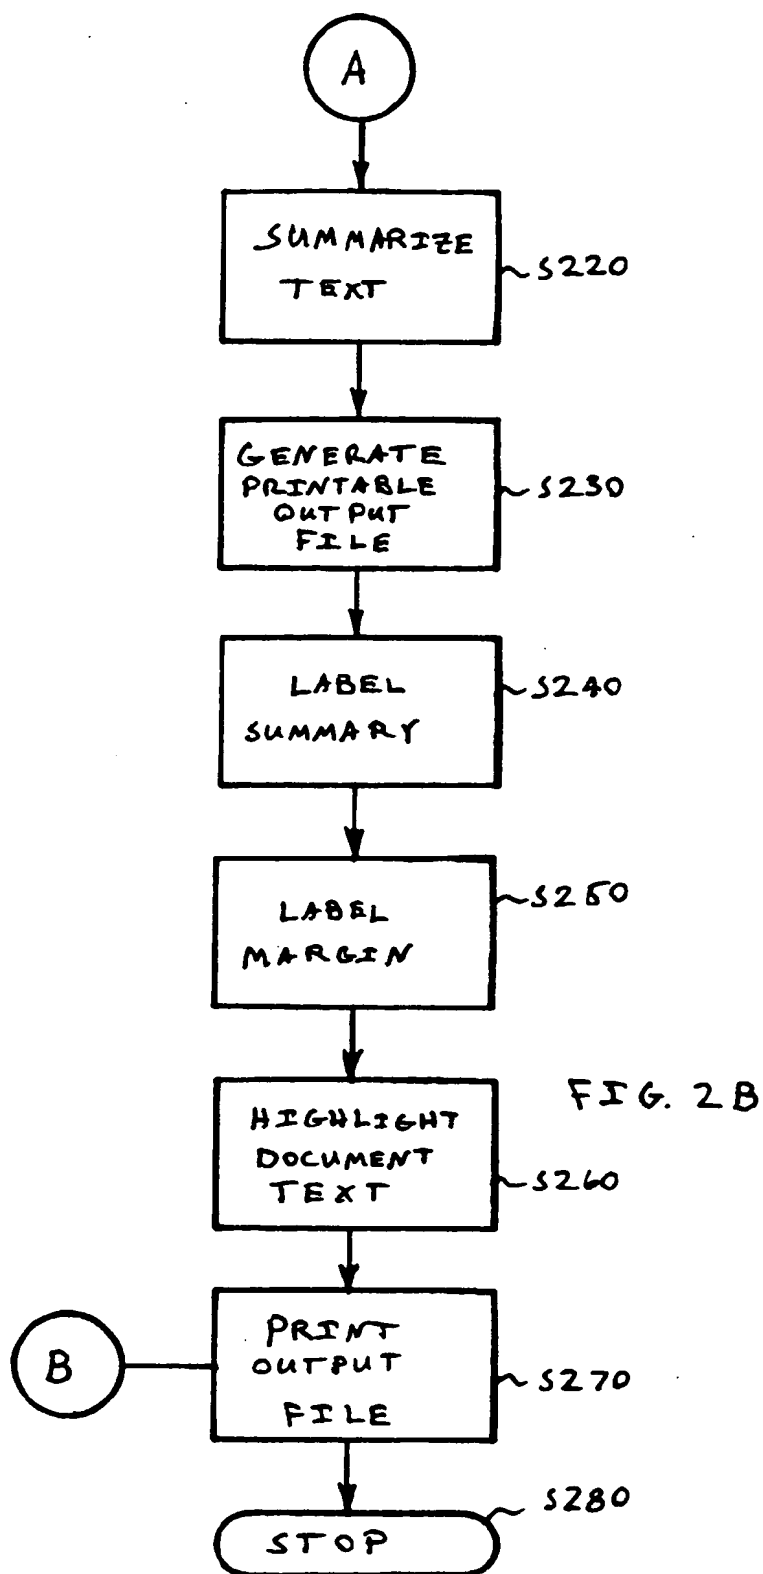 A
SUMMARIZE
TEXT
S220
GENERATE
PRINTABLE
OUTPUT
FILE
S230
LABEL
SUMMARY
S240
LABEL
MARGIN
S250
FIG. 2B
HIGHLIGHT
DOCUMENT
TEXT
S260
B
PRINT
OUTPUT
FILE
S270
STOP
S280